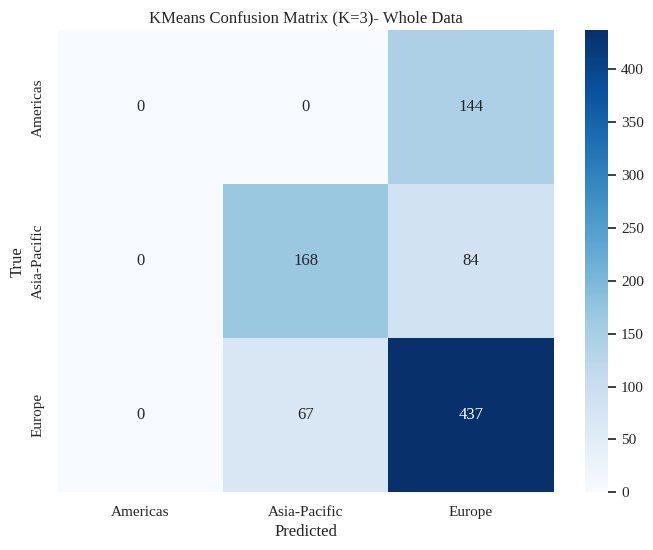 KMeans Confusion Matrix (K=3)- Whole Data
True
Americas
0
0
144
Asia-Pacific
0
168
84
Europe
0
67
437
Americas
Asia-Pacific
Europe
Predicted
400
350
300
250
200
150
100
50
0